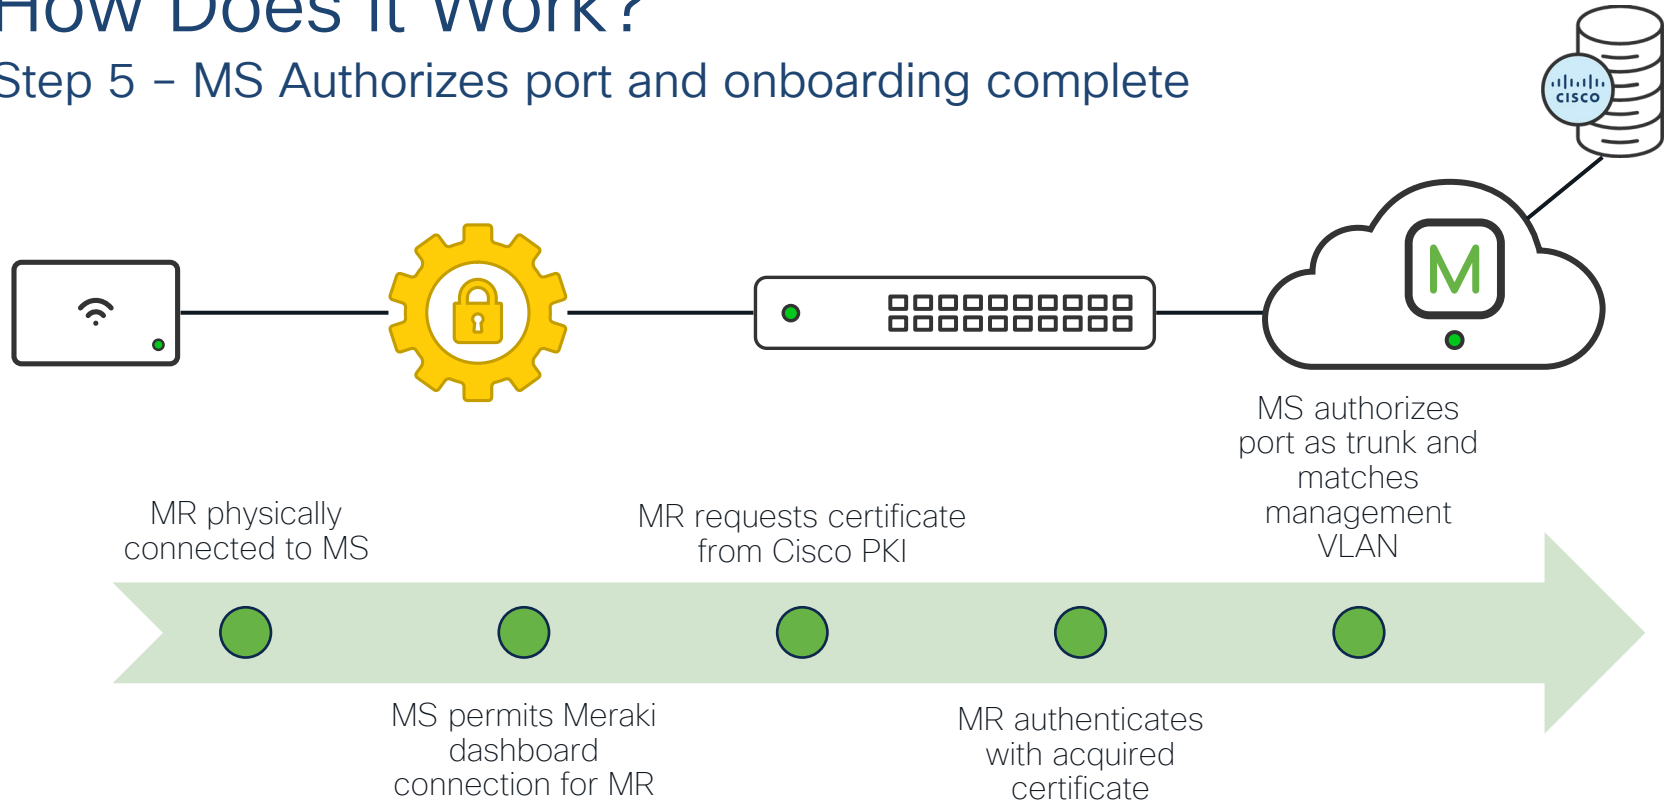 How Does it Work?
Step 5 – MS Authorizes port and onboarding complete
CISCO
M
MS authorizes
port as trunk and
matches
management
VLAN
MR physically
connected to MS
MR requests certificate
from Cisco PKI
MS permits Meraki
dashboard
connection for MR
MR authenticates
with acquired
certificate